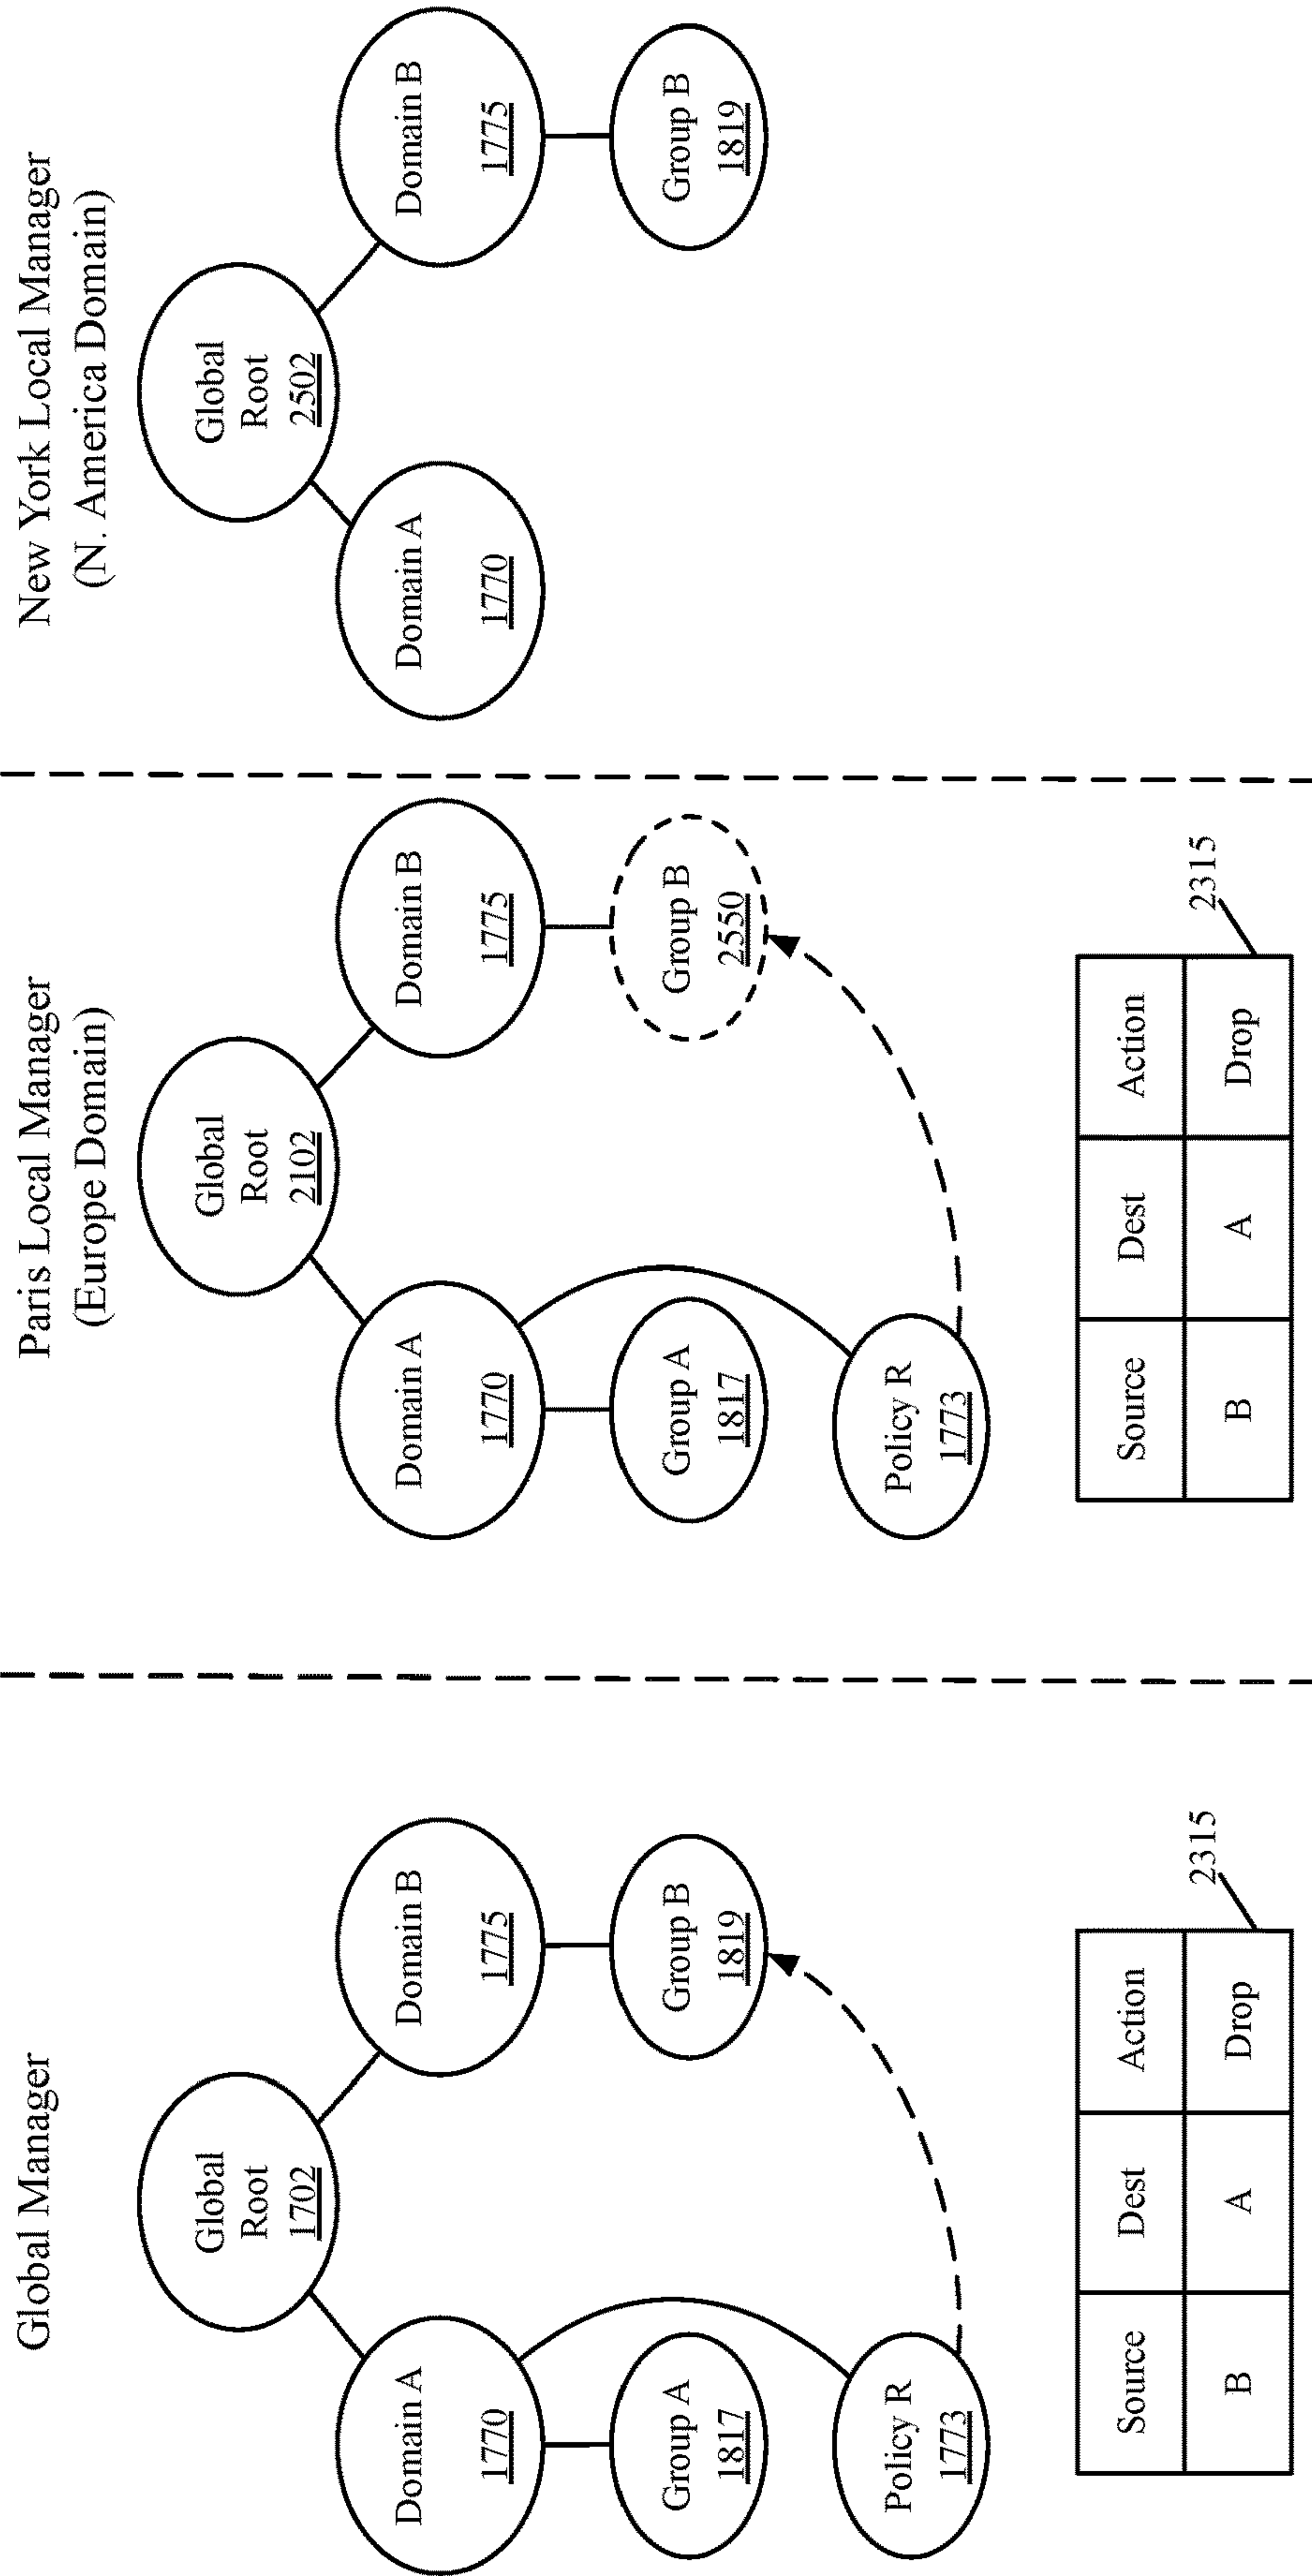 Global Manager
Global
Root
1702
Domain A
1770
Domain B
1775
Group A
1817
Group B
1819
Policy R
1773
Source Dest Action
B A Drop
2315
Paris Local Manager
(Europe Domain)
Global
Root
2102
Domain A
1770
Domain B
1775
Group A
1817
Group B
2550
Policy R
1773
Source Dest Action
B A Drop
2315
New York Local Manager
(N. America Domain)
Global
Root
2502
Domain A
1770
Domain B
1775
Group B
1819